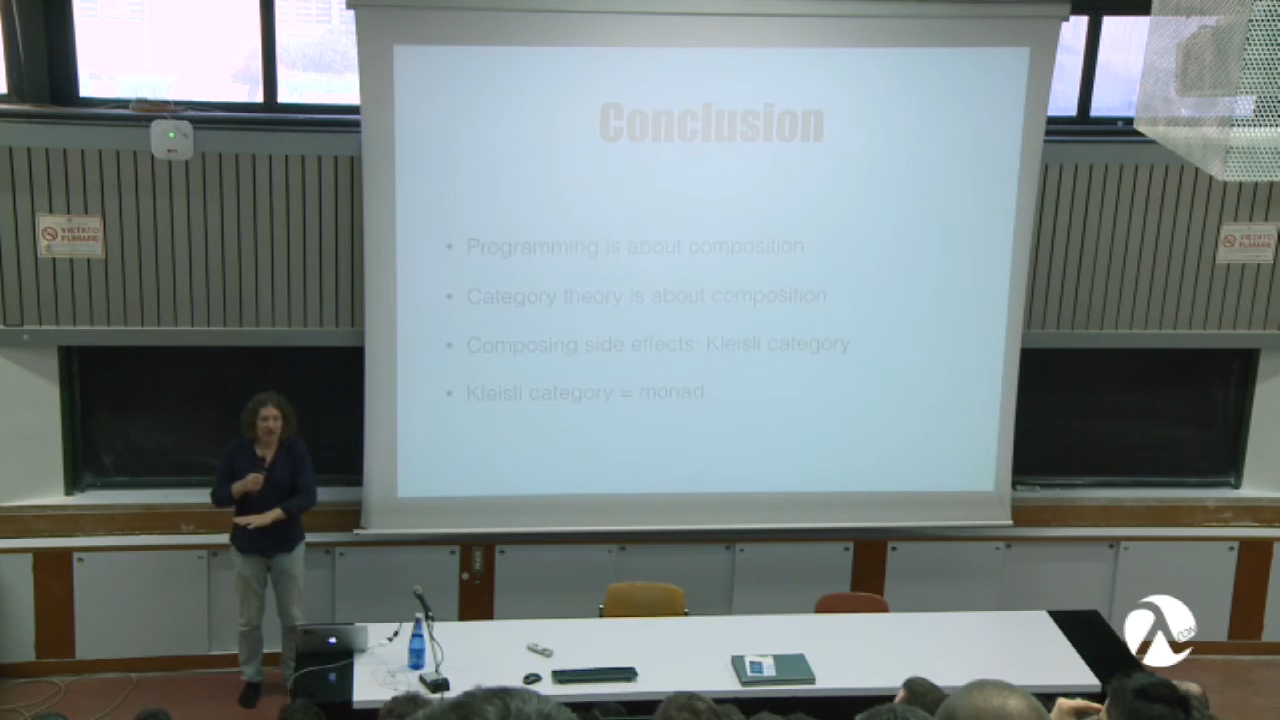 Conclusion
• Programming is about composition
• Category theory is about composition
• Composing side effects: Kleisli category
• Kleisli category = monad
VIETATO
FUMARE
VIETATO
FUMARE
λ
.COM